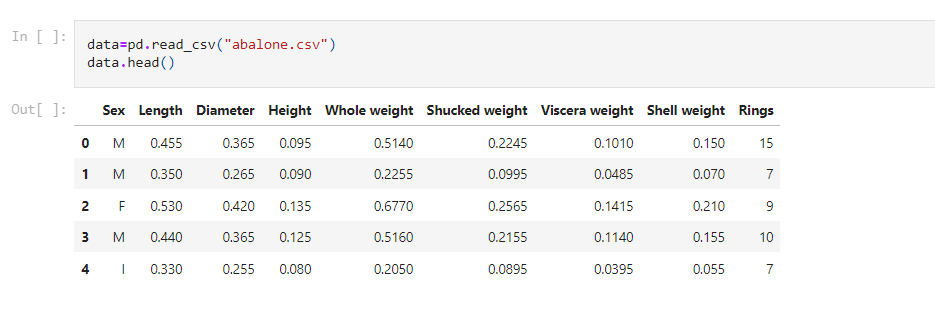 In [ ]: data=pd.read_csv("abalone.csv")
data.head()
Out[ ]: Sex Length Diameter Height Whole weight Shucked weight Viscera weight Shell weight Rings
0 M 0.455 0.365 0.095 0.5140 0.2245 0.1010 0.150 15
1 M 0.350 0.265 0.090 0.2255 0.0995 0.0485 0.070 7
2 F 0.530 0.420 0.135 0.6770 0.2565 0.1415 0.210 9
3 M 0.440 0.365 0.125 0.5160 0.2155 0.1140 0.155 10
4 I 0.330 0.255 0.080 0.2050 0.0895 0.0395 0.055 7